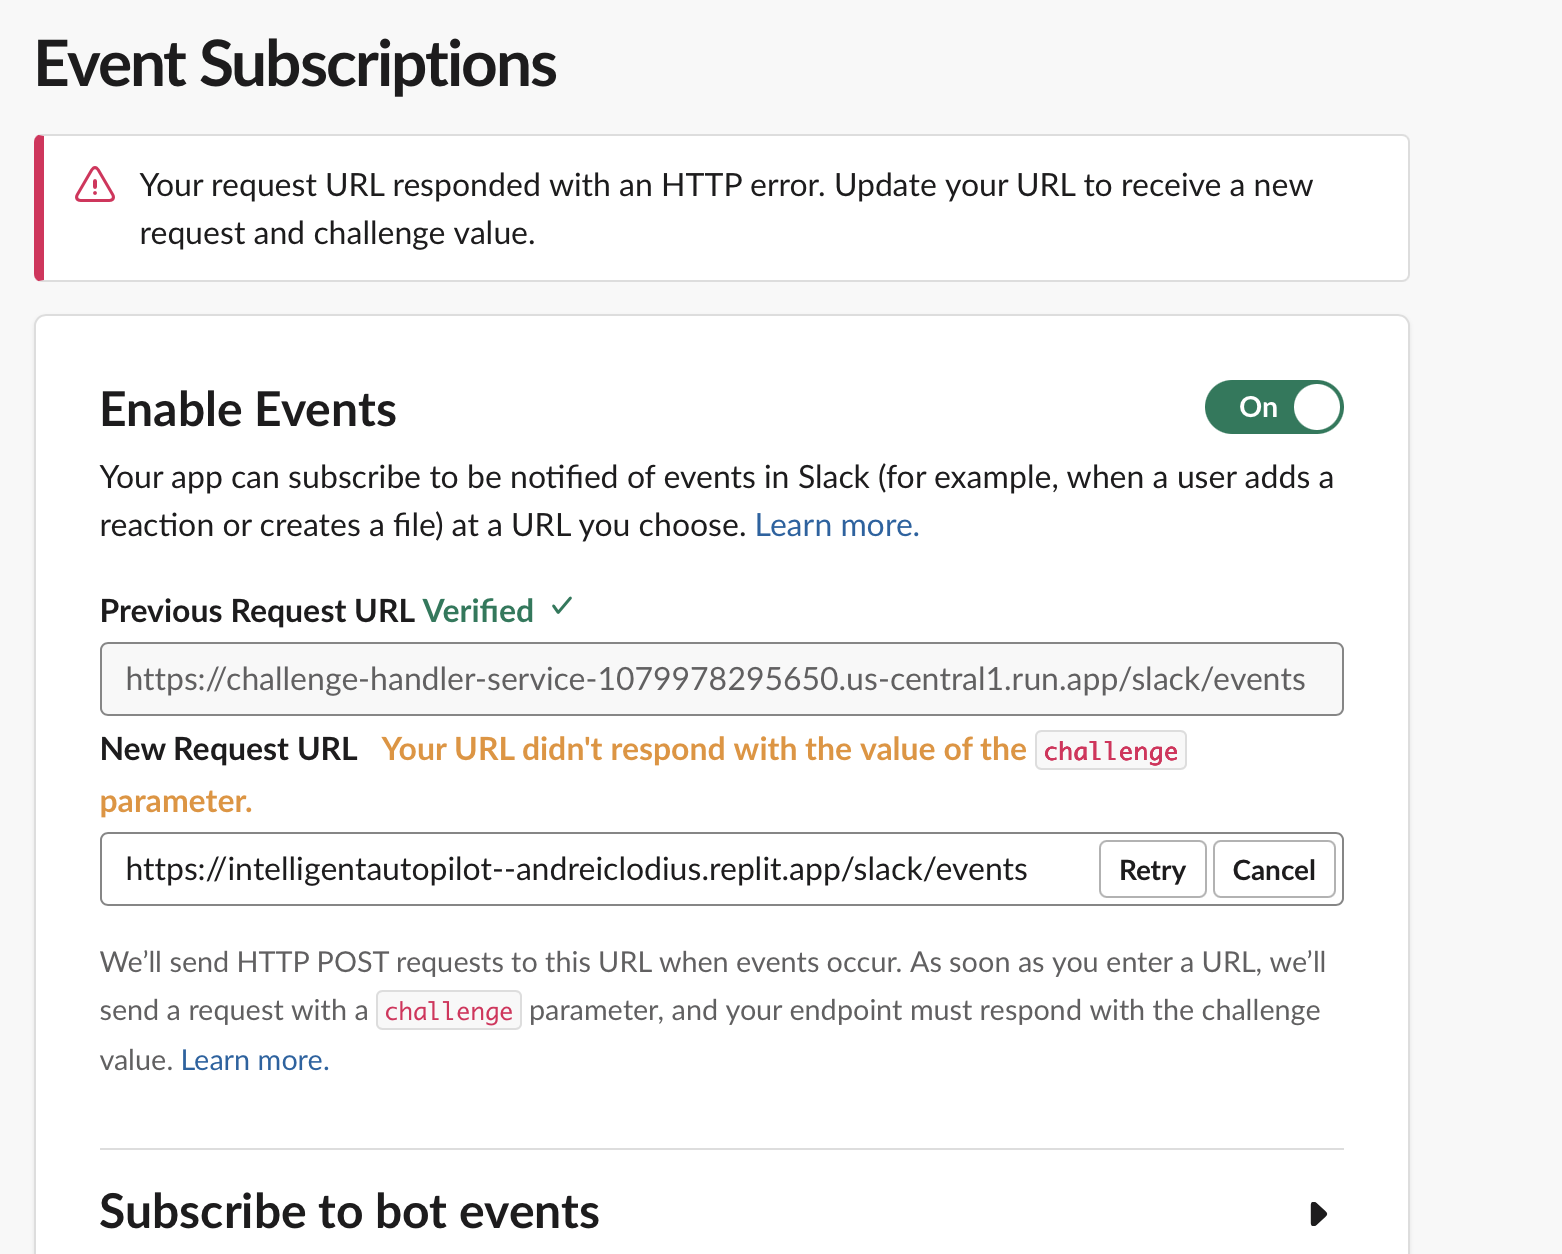 Event Subscriptions
Your request URL responded with an HTTP error. Update your URL to receive a new
request and challenge value.
Enable Events
On
Your app can subscribe to be notified of events in Slack (for example, when a user adds a
reaction or creates a file) at a URL you choose. Learn more.
Previous Request URL Verified ✓
https://challenge-handler-service-1079978295650.us-central1.run.app/slack/events
New Request URL Your URL didn't respond with the value of the challenge
parameter.
https://intelligentautopilot--andreiclodius.replit.app/slack/events
Retry
Cancel
We’ll send HTTP POST requests to this URL when events occur. As soon as you enter a URL, we’ll
send a request with a challenge parameter, and your endpoint must respond with the challenge
value. Learn more.
Subscribe to bot events